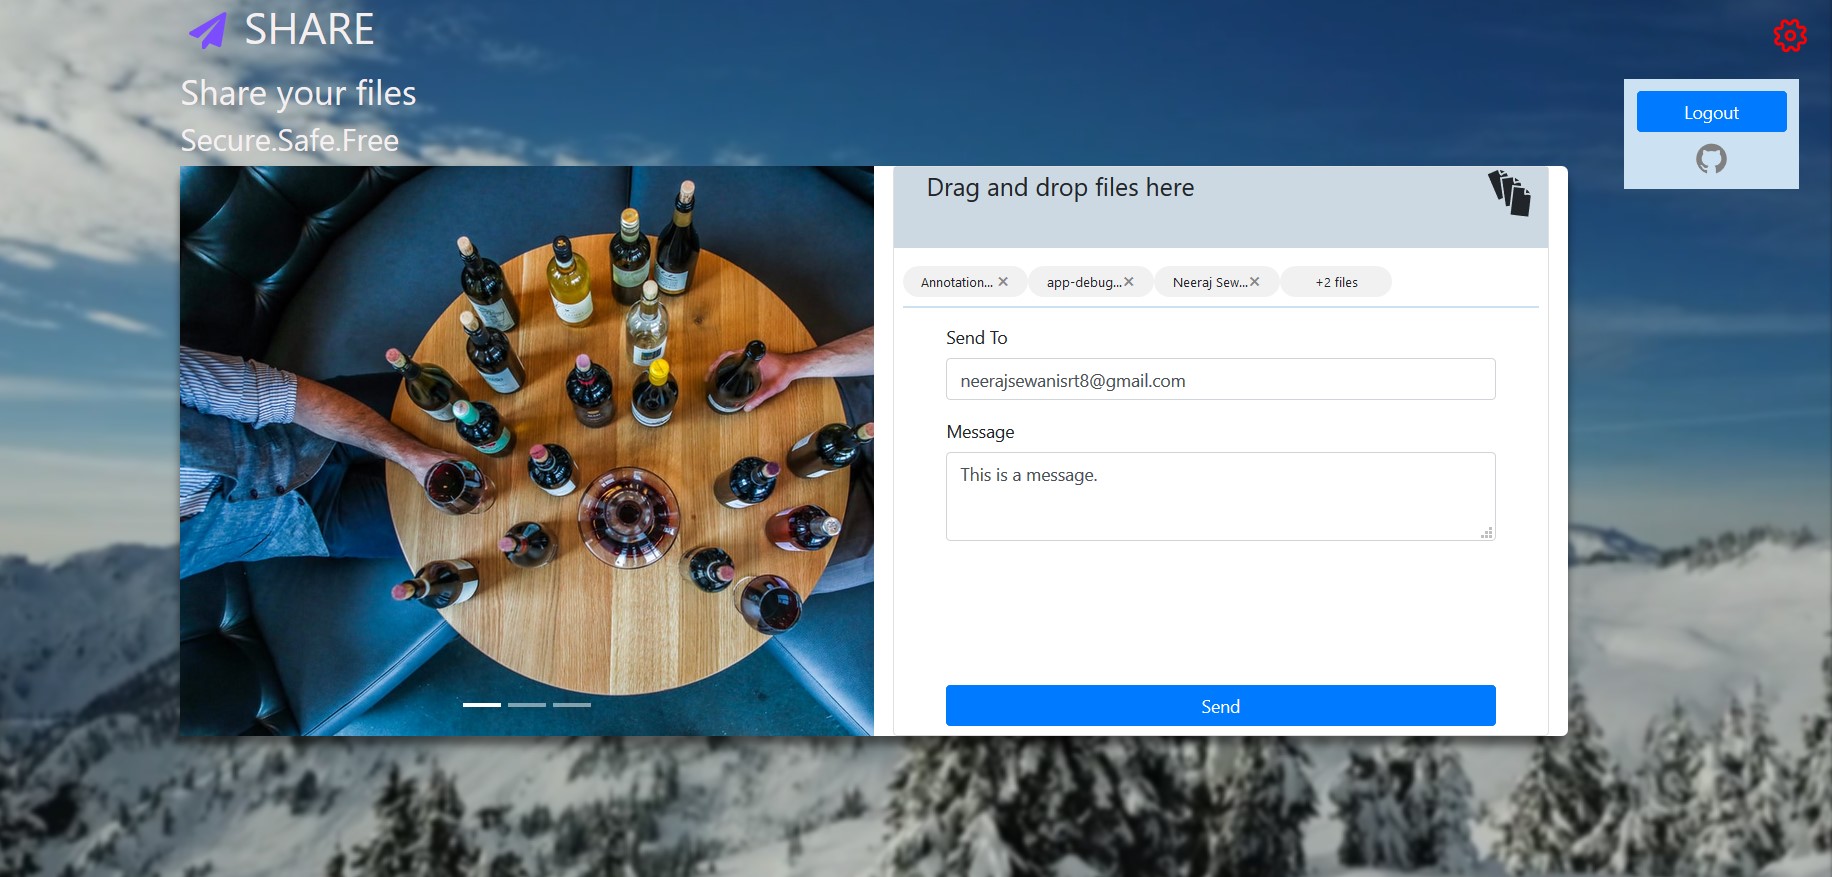 SHARE
Share your files
Secure.Safe.Free
Logout
Drag and drop files here
Annotation... ✕ app-debug...✕ Neeraj Sew...✕ +2 files
Send To
neerajsewanisrt8@gmail.com
Message
This is a message.
Send